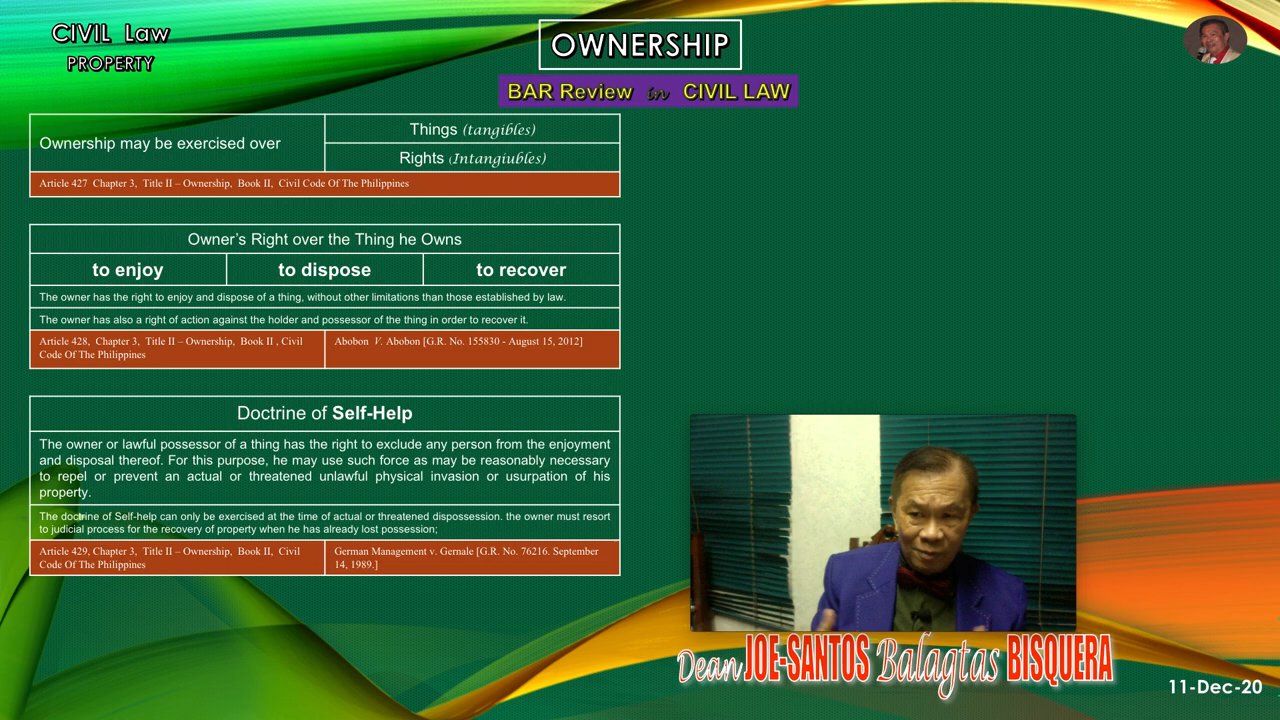 CIVIL Law
PROPERTY
OWNERSHIP
BAR Review in CIVIL LAW
Ownership may be exercised over
Things (tangibles)
Rights (Intangiubles)
Article 427 Chapter 3, Title II – Ownership, Book II, Civil Code Of The Philippines
Owner's Right over the Thing he Owns
to enjoy
to dispose
to recover
The owner has the right to enjoy and dispose of a thing, without other limitations than those established by law.
The owner has also a right of action against the holder and possessor of the thing in order to recover it.
Article 428, Chapter 3, Title II – Ownership, Book II , Civil
Code Of The Philippines
Abobon V. Abobon [G.R. No. 155830 - August 15, 2012]
Doctrine of Self-Help
The owner or lawful possessor of a thing has the right to exclude any person from the enjoyment
and disposal thereof. For this purpose, he may use such force as may be reasonably necessary
to repel or prevent an actual or threatened unlawful physical invasion or usurpation of his
property.
The doctrine of Self-help can only be exercised at the time of actual or threatened dispossession. the owner must resort
to judicial process for the recovery of property when he has already lost possession;
Article 429, Chapter 3, Title II – Ownership, Book II, Civil
Code Of The Philippines
German Management v. Gernale [G.R. No. 76216. September
14, 1989.]
Dean JOE-SANTOS Balagtas BISQUERA
11-Dec-20